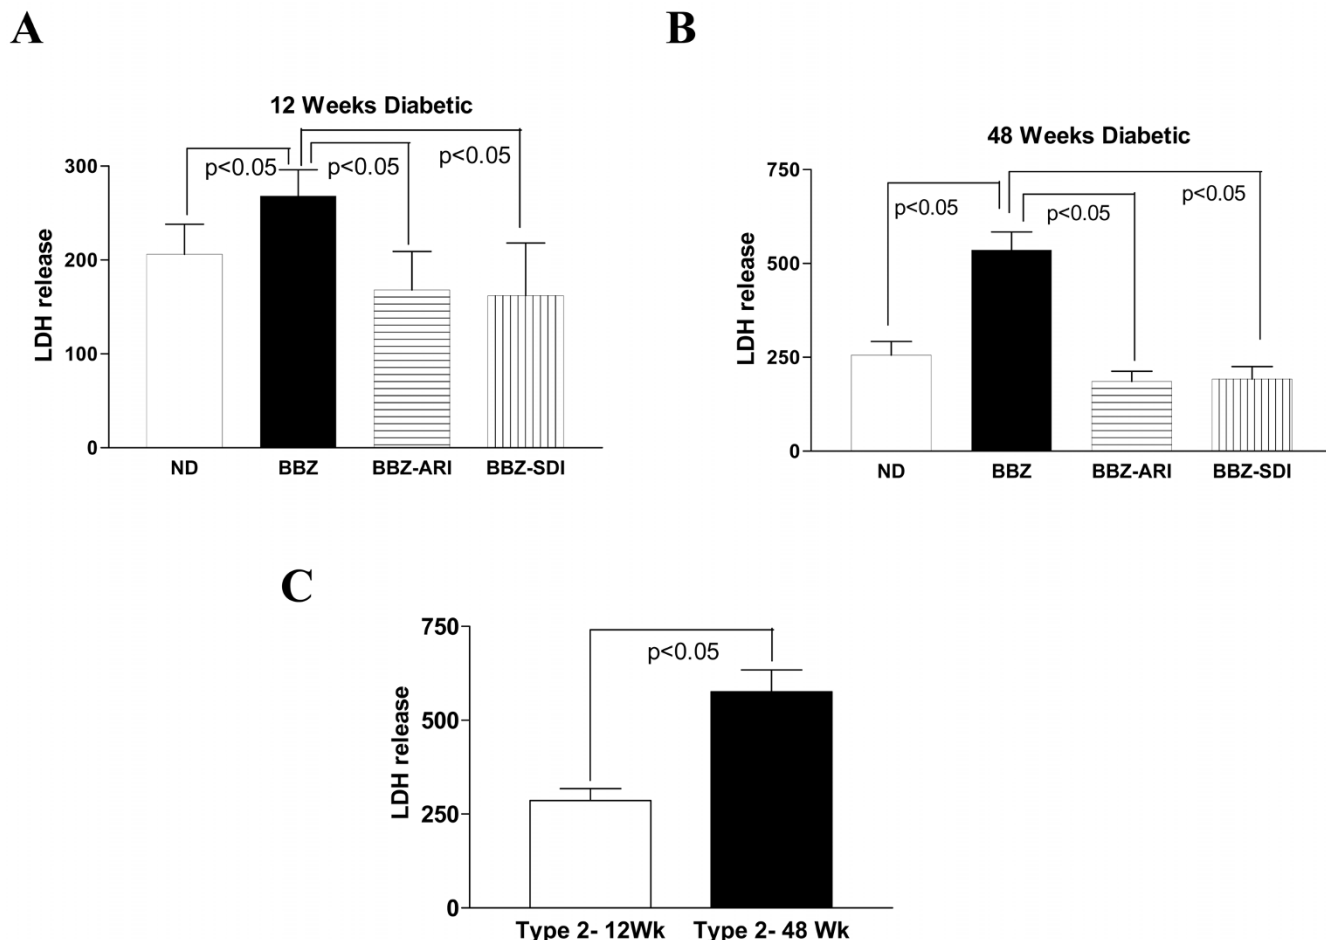 A
B
12 Weeks Diabetic
48 Weeks Diabetic
LDH release
300
200
100
0
p<0.05
p<0.05
p<0.05
ND
BBZ
BBZ-ARI
BBZ-SDI
LDH release
750
500
250
0
p<0.05
p<0.05
p<0.05
ND
BBZ
BBZ-ARI
BBZ-SDI
C
LDH release
750
500
250
0
p<0.05
Type 2- 12Wk
Type 2- 48 Wk